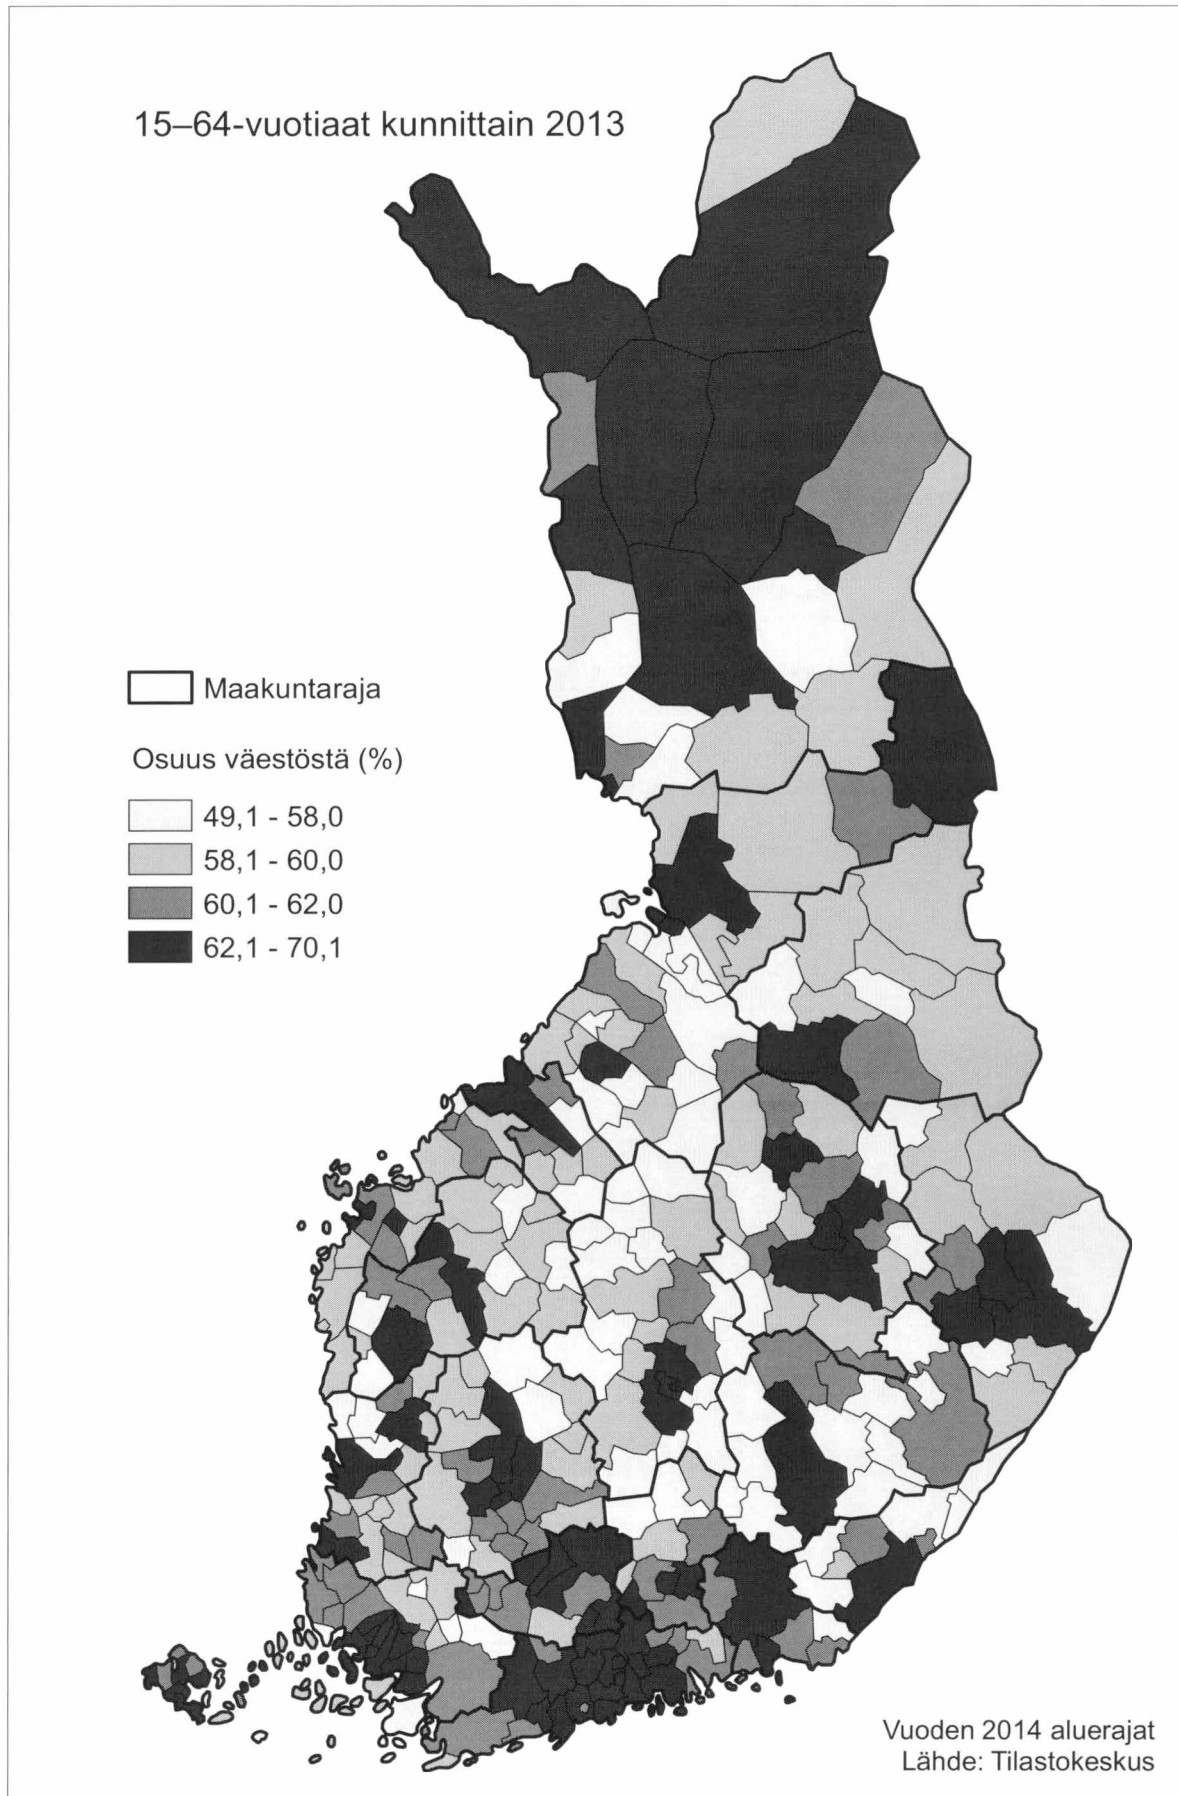 15–64-vuotiaat kunnittain 2013
Maakuntaraja
Osuus väestöstä (%)
49,1 - 58,0
58,1 - 60,0
60,1 - 62,0
62,1 - 70,1
Vuoden 2014 aluerajat
Lähde: Tilastokeskus